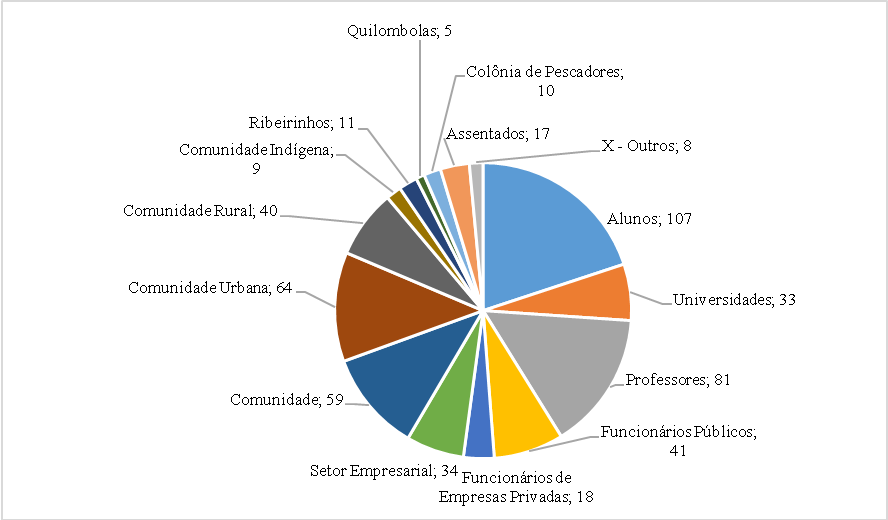 Quilombolas; 5
Colônia de Pescadores;
10
Ribeirinhos; 11
Assentados; 17
X - Outros; 8
Comunidade Indígena;
9
Comunidade Rural; 40
Alunos; 107
Comunidade Urbana; 64
Universidades; 33
Professores; 81
Comunidade; 59
Funcionários Públicos;
41
Setor Empresarial; 34
Funcionários de
Empresas Privadas; 18